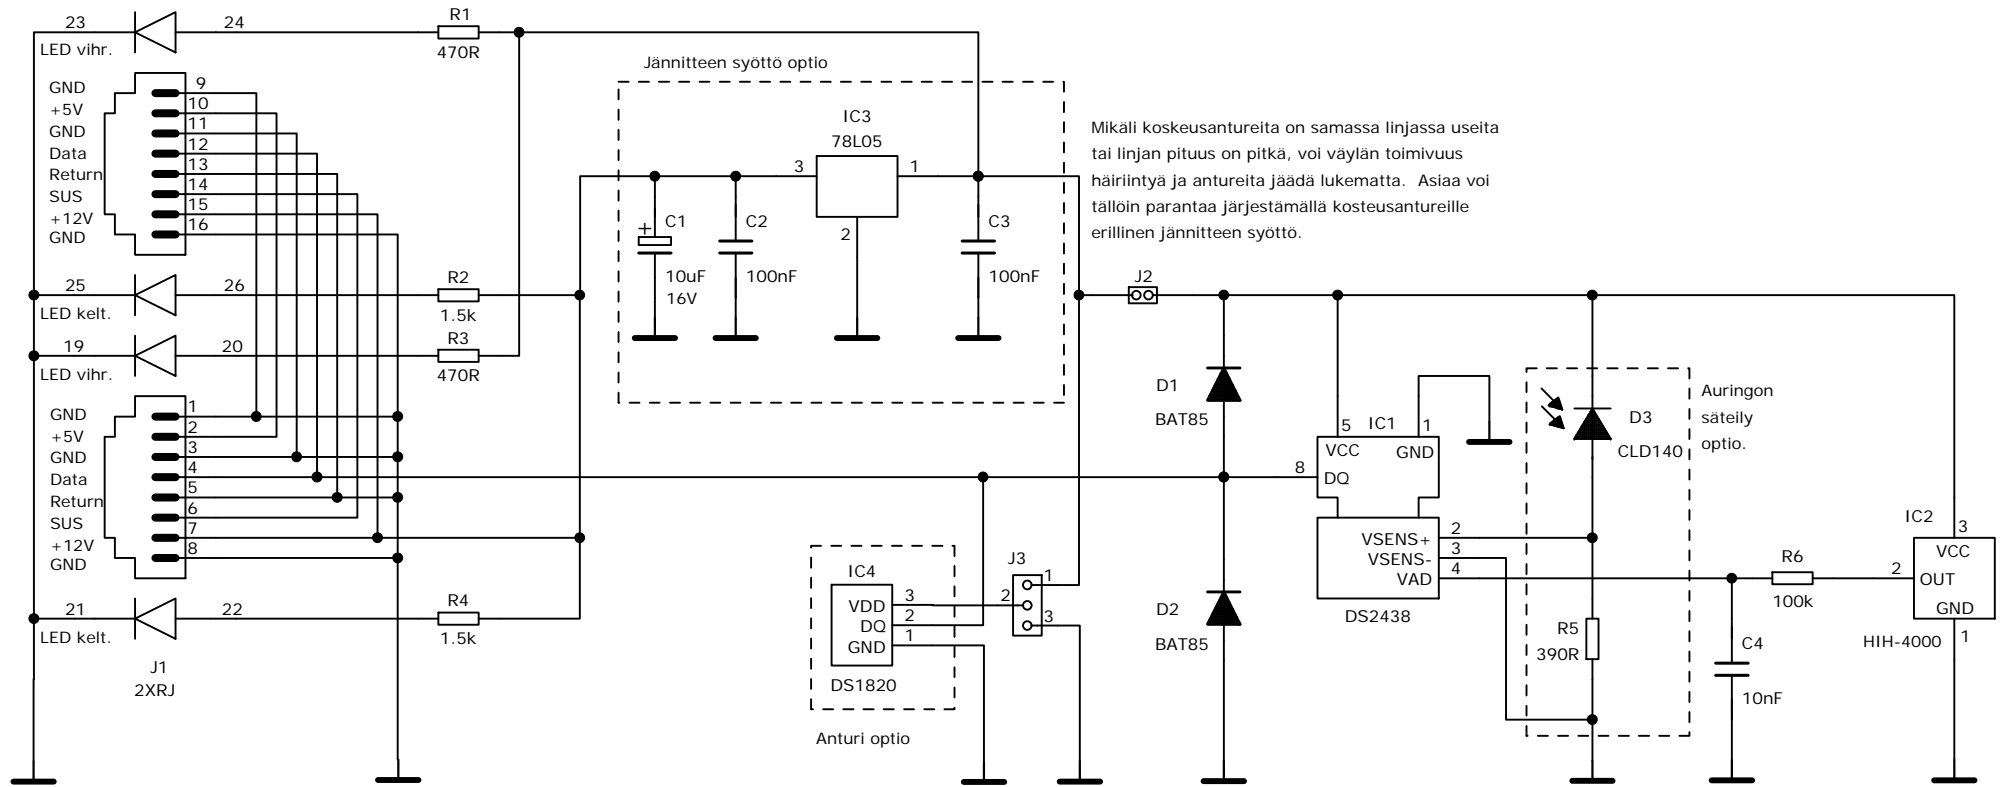 23
24
LED vihr.
R1
470R
GND
+5V
GND
Data
Return
SUS
+12V
GND
9
10
11
12
13
14
15
16
25
26
LED kelt.
R2
1.5k
19
20
LED vihr.
R3
470R
GND
+5V
GND
Data
Return
SUS
+12V
GND
1
2
3
4
5
6
7
8
21
22
LED kelt.
R4
1.5k
J1
2XRJ
Jännitteen syöttö optio
IC3
78L05
3
1
2
+
C1
10uF
16V
C2
100nF
C3
100nF
Mikäli koskeusantureita on samassa linjassa useita
tai linjan pituus on pitkä, voi väylän toimivuus
häiriintyä ja antureita jäädä lukematta. Asiaa voi
tällöin parantaa järjestämällä kosteusantureille
erillinen jännitteen syöttö.
J2
D1
BAT85
D2
BAT85
IC4
VDD
DQ
GND
3
2
1
DS1820
Anturi optio
J3
1
2
3
5
IC1
1
VCC
GND
8
DQ
VSENS+
VSENS-
VAD
2
3
4
DS2438
D3
CLD140
Auringon
säteily
optio.
R5
390R
R6
100k
C4
10nF
IC2
3
VCC
2
OUT
GND
HIH-4000
1